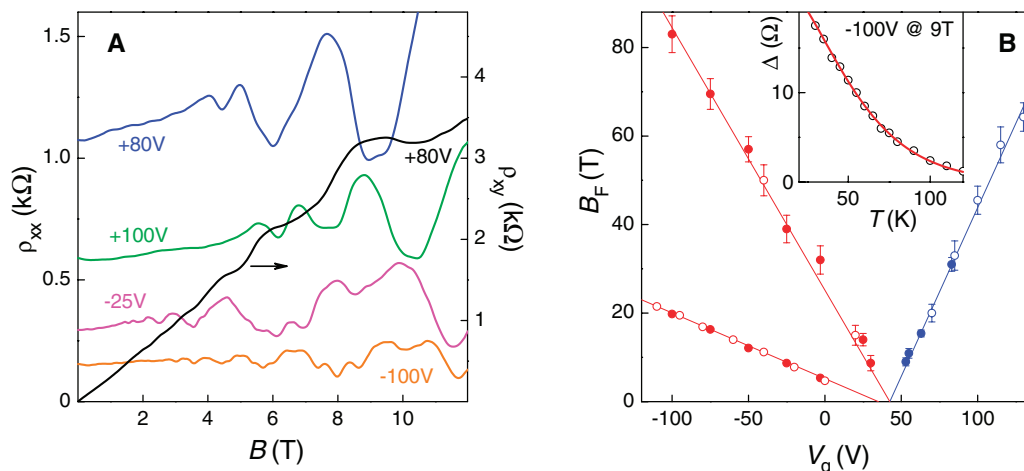 A
1.5
1.0
0.5
0
ρxx (kΩ)
+80V
+100V
-25V
-100V
+80V
4
3
2
1
ρxy (kΩ)
2 4 6 8 10
B (T)
B
80
60
40
20
0
BF (T)
-100V @ 9T
Δ (Ω)
10
0
50 100
T (K)
-100 -50 0 50 100
Vg (V)